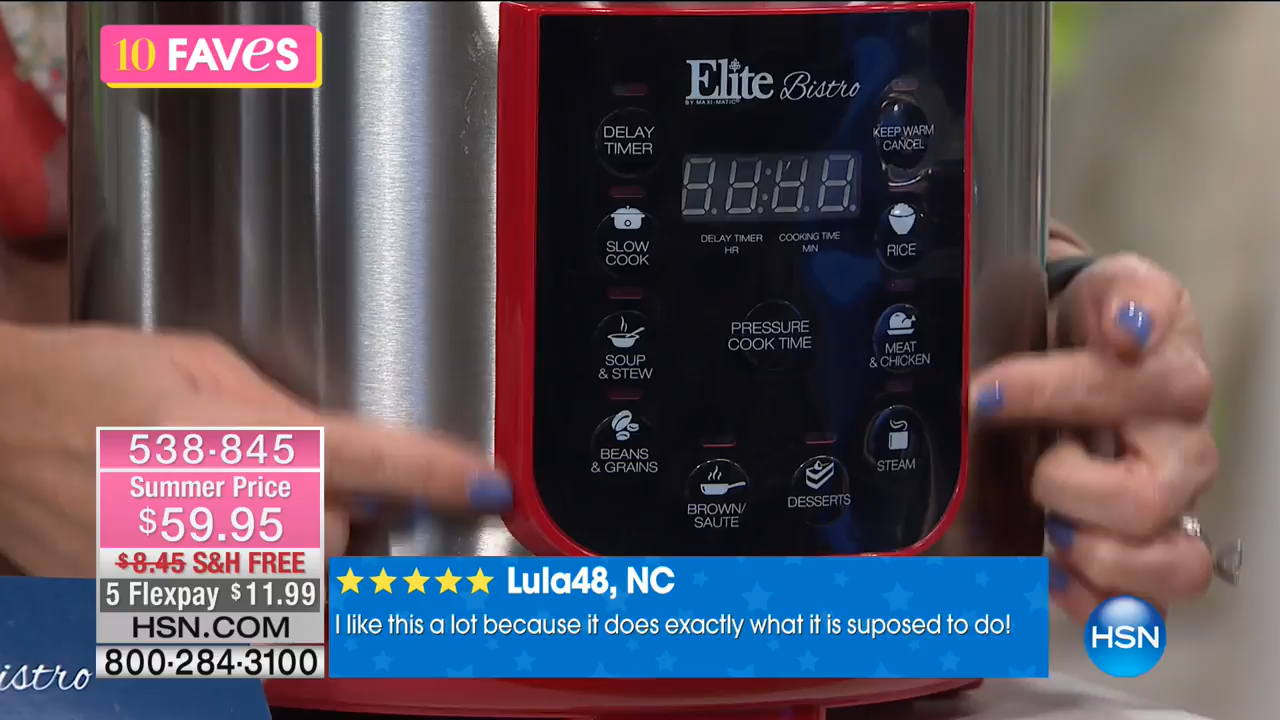 10 FAVeS
Elite Bistro
BY MAXI-MATIC
DELAY
TIMER
KEEP WARM
CANCEL
SLOW
COOK
DELAY TIMER
HR
COOKING TIME
MIN
RICE
SOUP
& STEW
PRESSURE
COOK TIME
MEAT
& CHICKEN
BEANS
& GRAINS
BROWN/
SAUTE
DESSERTS
STEAM
538-845
Summer Price
$59.95
$8.45 S&H FREE
5 Flexpay $11.99
HSN.COM
800-284-3100
Lula48, NC
I like this a lot because it does exactly what it is suposed to do!
HSN
istro